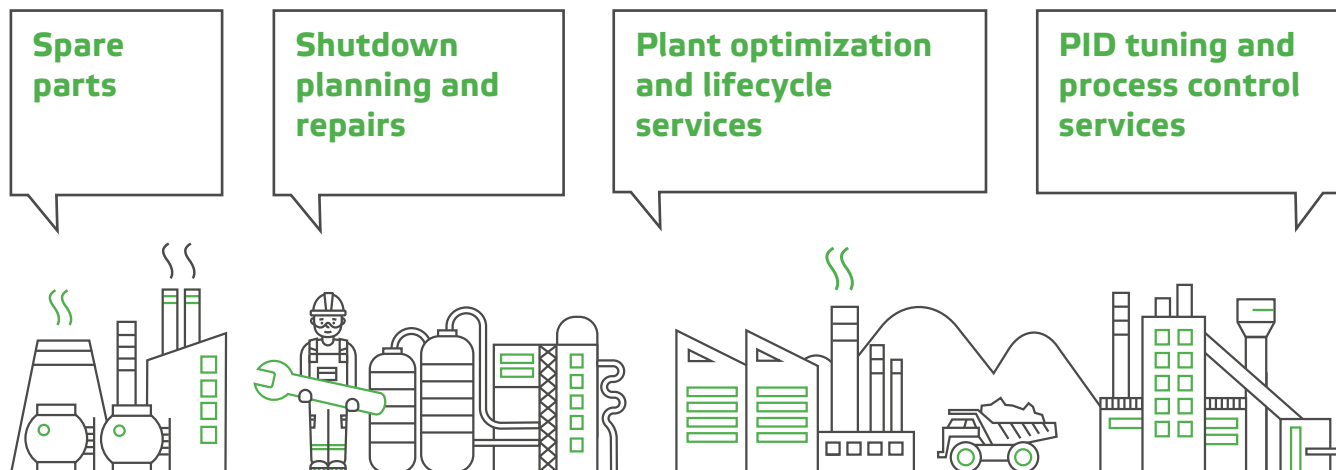 Spare
parts
Shutdown
planning and
repairs
Plant optimization
and lifecycle
services
PID tuning and
process control
services